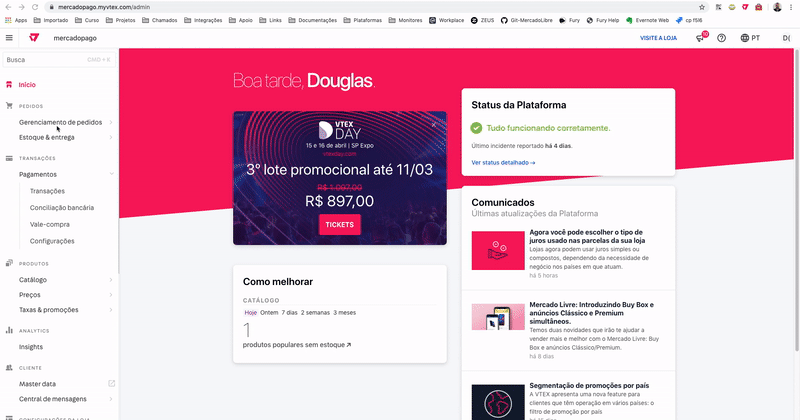 mercadopago.myvtex.com/admin
Apps
Importado
Curso
Projetos
Chamados
Integrações
Apoio
Links
Documentações
Plataformas
Monitores
Workplace
ZEUS
Git-MercadoLibre
Fury
Fury Help
Evernote Web
cp f5l6
mercadopago
VISITE A LOJA
10
PT
D(
Busca
CMD + K
Início
PEDIDOS
Gerenciamento de pedidos
Estoque & entrega
TRANSAÇÕES
Pagamentos
Transações
Conciliação bancária
Vale-compra
Configurações
PRODUTOS
Catálogo
Preços
Taxas & promoções
ANALYTICS
Insights
CLIENTE
Master data
Central de mensagens
CONFIGURAÇÕES DA LOJA
Boa tarde, Douglas.
VTEX
DAY
15 e 16 de abril | SP Expo
vtexday.com
3º lote promocional até 11/03
R$ 1.097,00
R$ 897,00
TICKETS
Como melhorar
CATÁLOGO
Hoje Ontem 7 dias 2 semanas 3 meses
1
produtos populares sem estoque
Status da Plataforma
Tudo funcionando corretamente.
Último incidente reportado há 4 dias.
Ver status detalhado →
Comunicados
Últimas atualizações da Plataforma
Agora você pode escolher o tipo de
juros usado nas parcelas da sua loja
Lojas agora podem usar juros simples ou
compostos, dependendo da necessidade de
negócio nos países em que atuam.
há 5 horas
Mercado Livre: Introduzindo Buy Box e
anúncios Clássico e Premium
simultâneos.
Temos duas novidades que irão te ajudar a
vender mais e melhor com o Mercado Livre: Buy
Box e anúncios Clássico/Premium.
há 8 dias
Segmentação de promoções por país
A VTEX apresenta uma nova feature para
clientes que têm operação em vários países: o
filtro de promoção por país